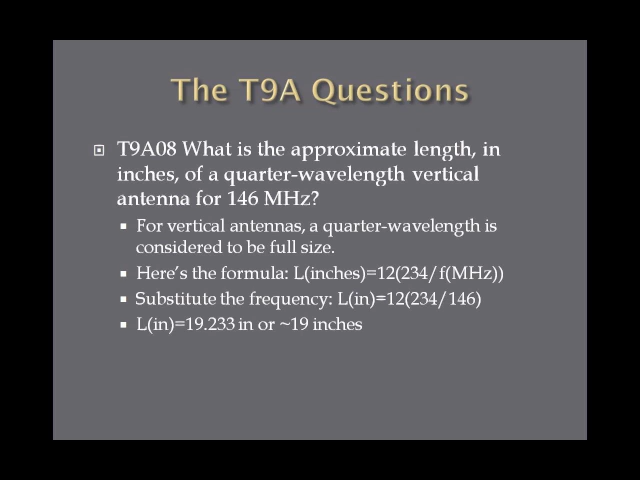 The T9A Questions
T9A08 What is the approximate length, in
inches, of a quarter-wavelength vertical
antenna for 146 MHz?
For vertical antennas, a quarter-wavelength is
considered to be full size.
Here's the formula: L(inches)=12(234/f(MHz))
Substitute the frequency: L(in)=12(234/146)
L(in)=19.233 in or ~19 inches